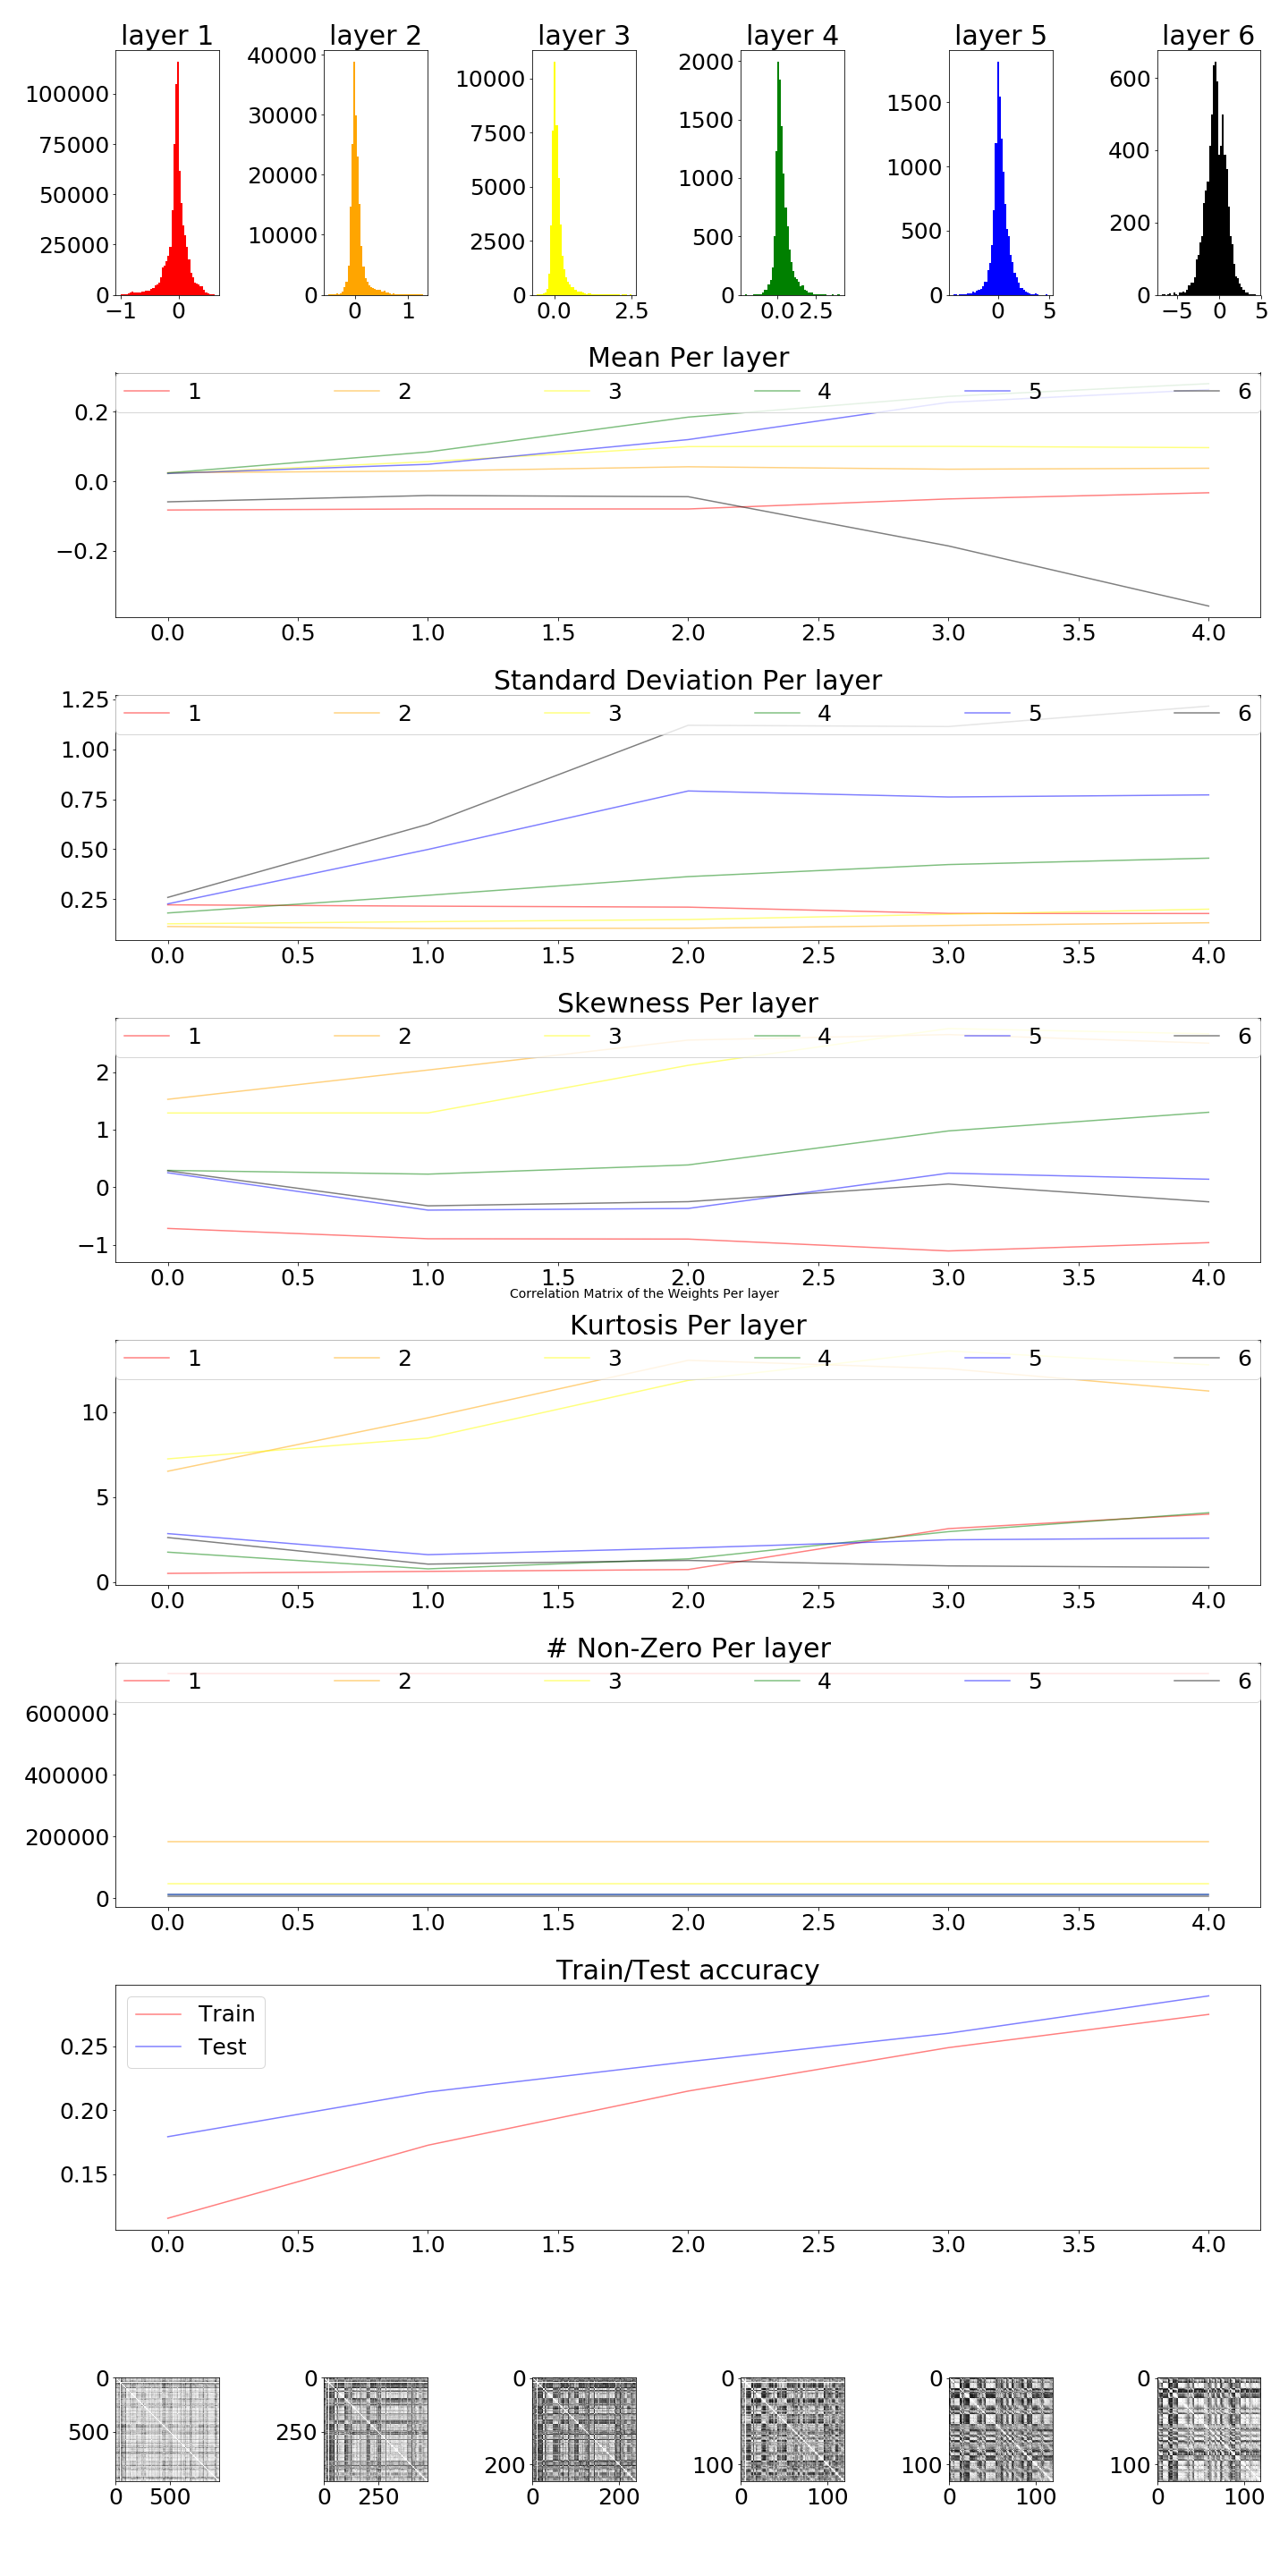 layer 1 layer 2 layer 3 layer 4 layer 5 layer 6
100000 75000 50000 25000 0
−1 0
40000 30000 20000 10000 0
0 1
10000 7500 5000 2500 0
0.0 2.5
2000 1500 1000 500 0
0.0 2.5
1500 1000 500 0
0 5
600 400 200 0
−5 0 5
Mean Per layer
1 2 3 4 5 6
0.2
0.0
−0.2
0.0 0.5 1.0 1.5 2.0 2.5 3.0 3.5 4.0
Standard Deviation Per layer
1 2 3 4 5 6
1.25
1.00
0.75
0.50
0.25
0.0 0.5 1.0 1.5 2.0 2.5 3.0 3.5 4.0
Skewness Per layer
1 2 3 4 5 6
2
1
0
−1
0.0 0.5 1.0 1.5 2.0 2.5 3.0 3.5 4.0
Correlation Matrix of the Weights Per layer
Kurtosis Per layer
1 2 3 4 5 6
10
5
0
0.0 0.5 1.0 1.5 2.0 2.5 3.0 3.5 4.0
# Non-Zero Per layer
1 2 3 4 5 6
600000
400000
200000
0
0.0 0.5 1.0 1.5 2.0 2.5 3.0 3.5 4.0
Train/Test accuracy
Train
Test
0.25
0.20
0.15
0.0 0.5 1.0 1.5 2.0 2.5 3.0 3.5 4.0
0 500
0 500
0 250
0 250
0 200
0 200
0 100
0 100
0 100
0 100
0 100
0 100